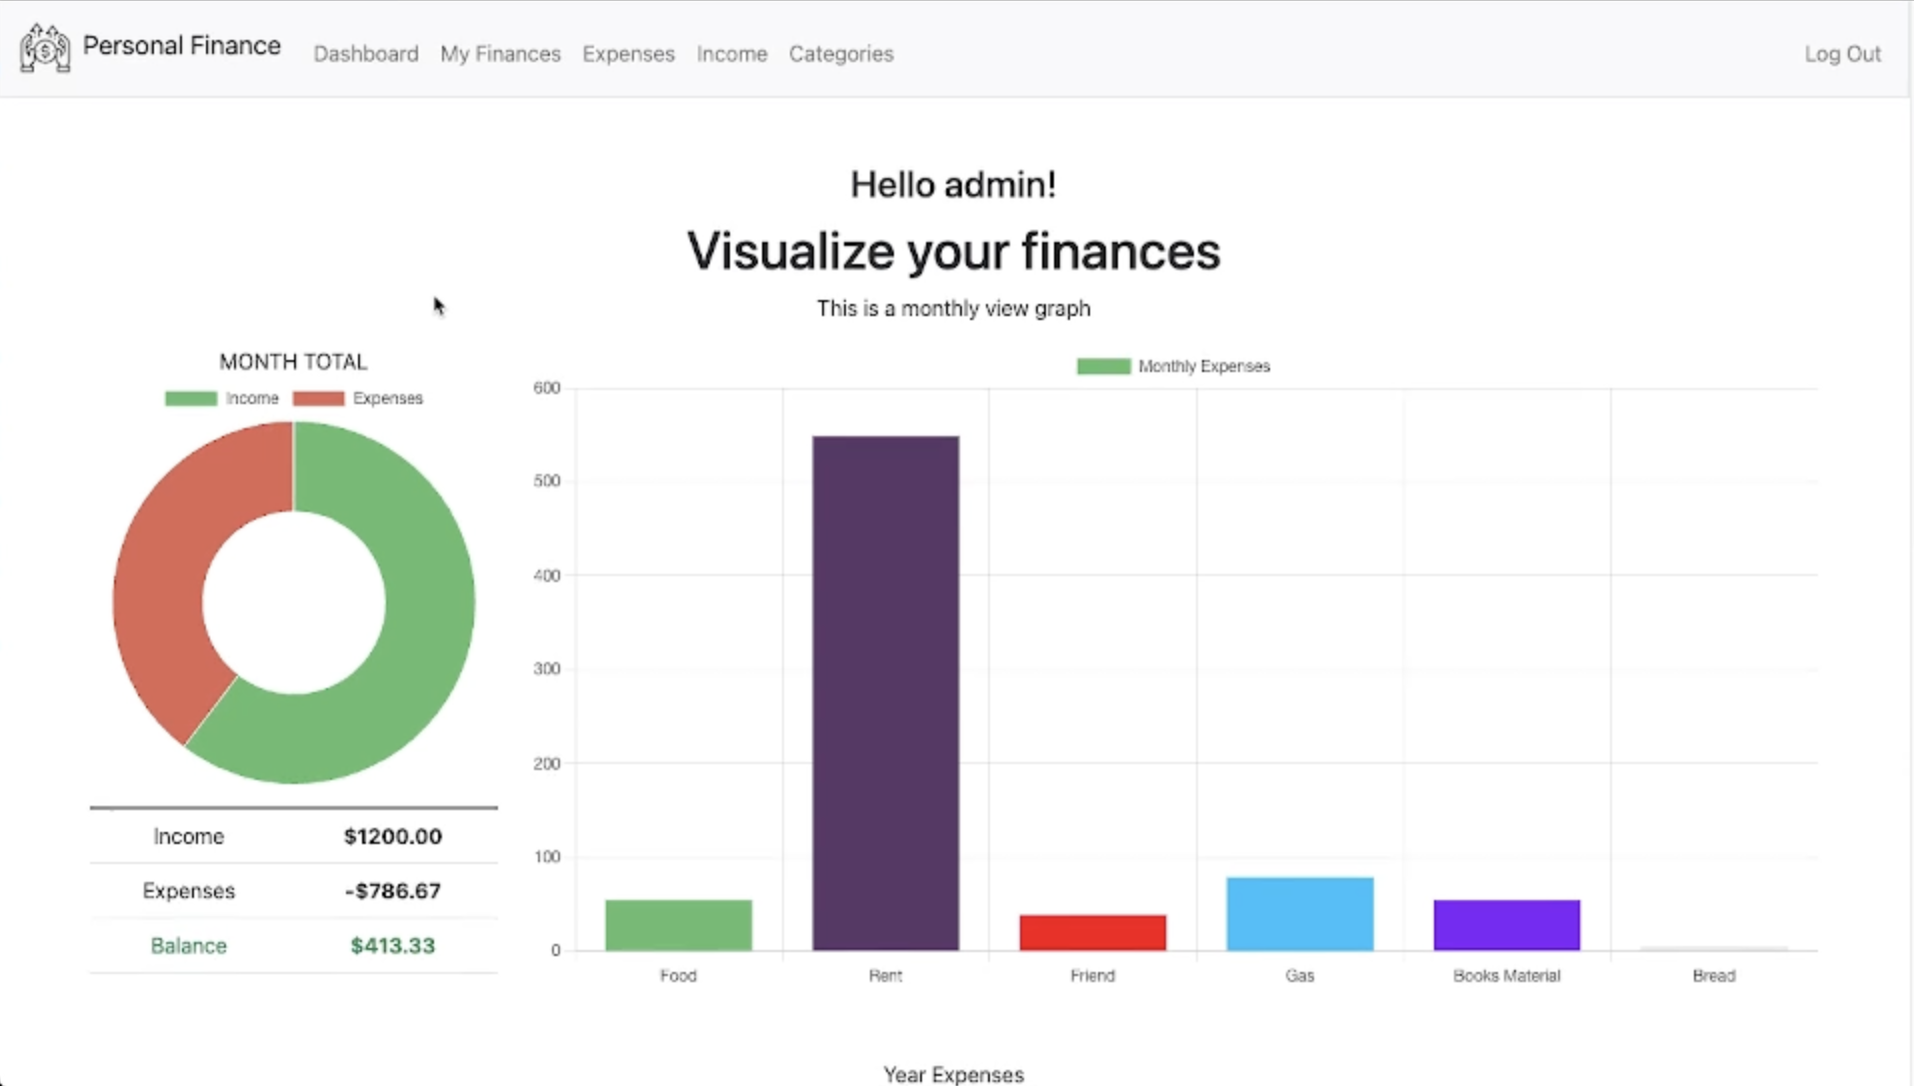 Personal Finance
Dashboard My Finances Expenses Income Categories
Log Out
Hello admin!
Visualize your finances
This is a monthly view graph
MONTH TOTAL
Income Expenses
Income $1200.00
Expenses -$786.67
Balance $413.33
Monthly Expenses
600
500
400
300
200
100
0
Food Rent Friend Gas Books Material Bread
Year Expenses